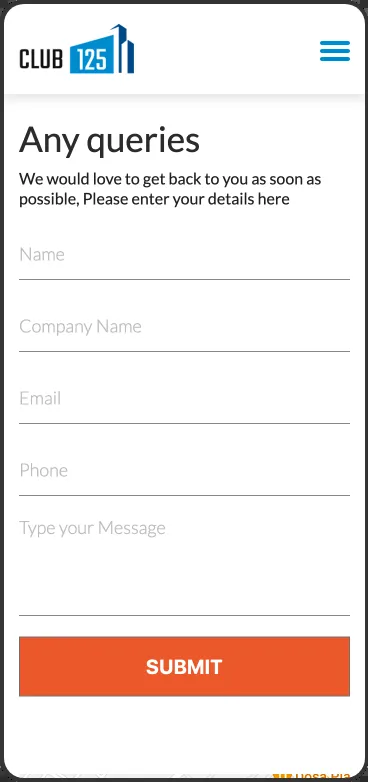 CLUB 125
Any queries
We would love to get back to you as soon as
possible, Please enter your details here
Name
Company Name
Email
Phone
Type your Message
SUBMIT